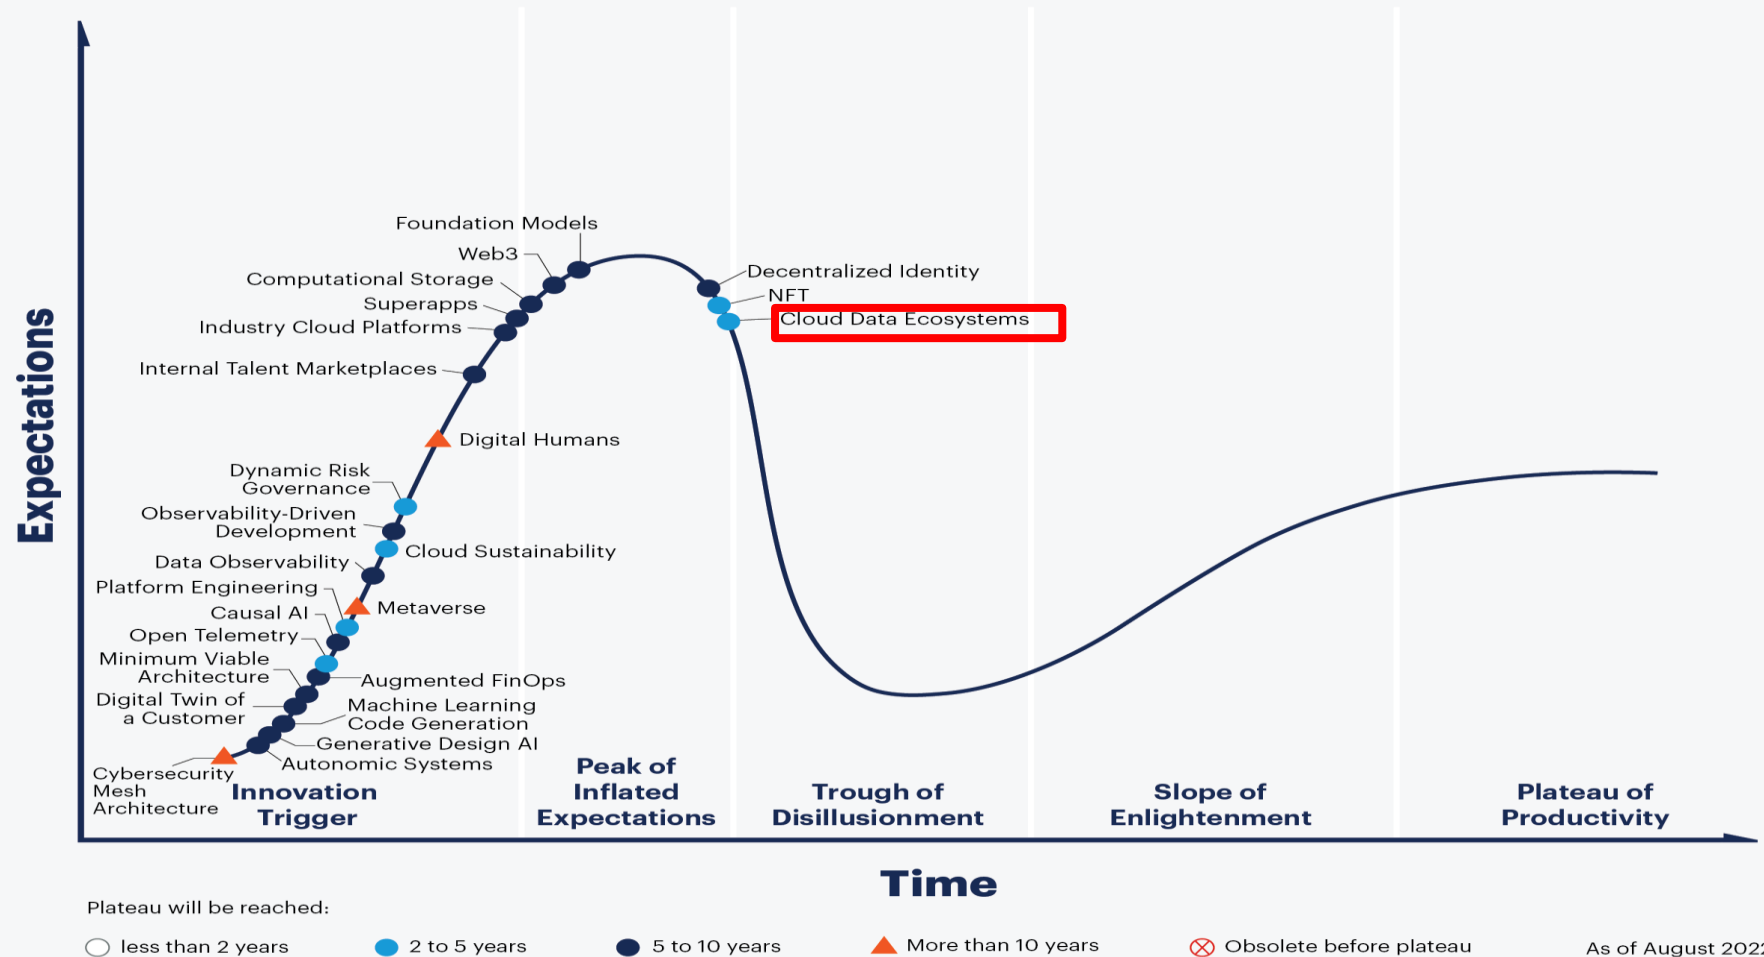 Expectations
Foundation Models
Web3
Computational Storage
Superapps
Industry Cloud Platforms
Internal Talent Marketplaces
Decentralized Identity
NFT
Cloud Data Ecosystems
Digital Humans
Dynamic Risk
Governance
Observability-Driven
Development
Cloud Sustainability
Data Observability
Platform Engineering
Metaverse
Causal AI
Open Telemetry
Minimum Viable
Architecture
Augmented FinOps
Digital Twin of
a Customer
Machine Learning
Code Generation
Generative Design AI
Autonomic Systems
Cybersecurity
Mesh
Architecture
Innovation
Trigger
Peak of
Inflated
Expectations
Trough of
Disillusionment
Slope of
Enlightenment
Plateau of
Productivity
Time
Plateau will be reached:
less than 2 years
2 to 5 years
5 to 10 years
More than 10 years
Obsolete before plateau
As of August 2022